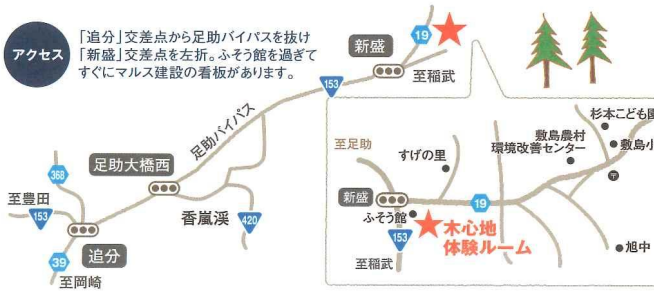 アクセス
「追分」交差点から足助バイパスを抜け
「新盛」交差点を左折。ふそう館を過ぎて
すぐにマルス建設の看板があります。
新盛
至
19
至稲武
153
足助バイパス
足助大橋西
368
至豊田
153
香嵐渓
420
追分
39
至岡崎
至足助
すげの里
敷島農村
環境改善センター
杉本こども園
敷島小
〒
新盛
ふそう館
19
木心地
体験ルーム
153
至稲武
旭中